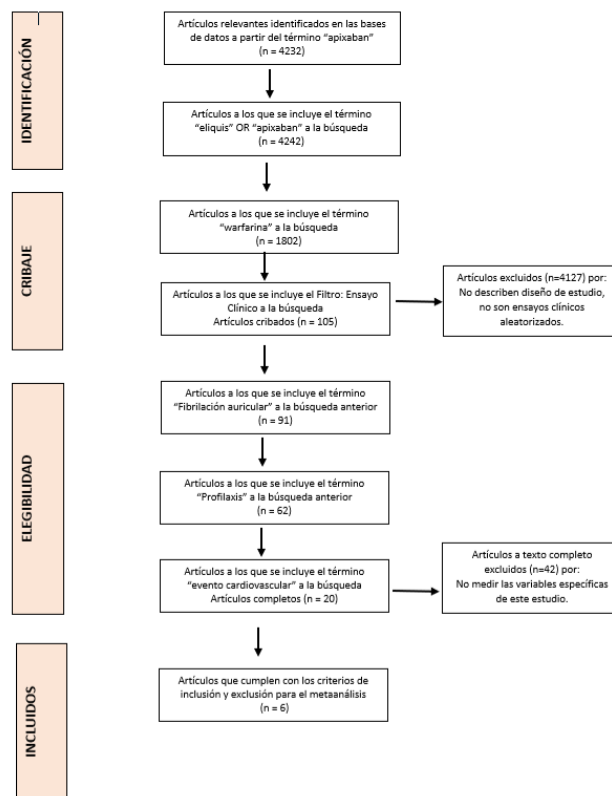 IDENTIFICACIÓN
Artículos relevantes identificados en las bases
de datos a partir del término “apixaban”
(n = 4232)
Artículos a los que se incluye el término
“eliquis” OR “apixaban” a la búsqueda
(n = 4242)
CRIBAJE
Artículos a los que se incluye el término
“warfarina” a la búsqueda
(n = 1802)
Artículos a los que se incluye el Filtro: Ensayo
Clínico a la búsqueda
Artículos cribados (n = 105)
Artículos excluidos (n=4127) por:
No describen diseño de estudio,
no son ensayos clínicos
aleatorizados.
ELEGIBILIDAD
Artículos a los que se incluye el término
“Fibrilación auricular” a la búsqueda anterior
(n = 91)
Artículos a los que se incluye el término
“Profilaxis” a la búsqueda anterior
(n = 62)
Artículos a los que se incluye el término
“evento cardiovascular” a la búsqueda
Artículos completos (n = 20)
Artículos a texto completo
excluidos (n=42) por:
No medir las variables específicas
de este estudio.
INCLUIDOS
Artículos que cumplen con los criterios de
inclusión y exclusión para el metaanálisis
(n = 6)